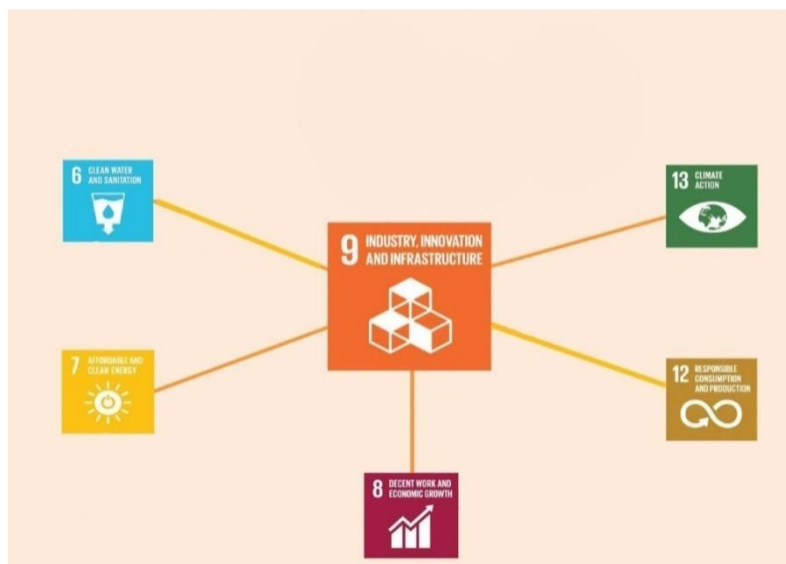 6 CLEAN WATER
AND SANITATION
13 CLIMATE
ACTION
9 INDUSTRY, INNOVATION
AND INFRASTRUCTURE
7 AFFORDABLE AND
CLEAN ENERGY
12 RESPONSIBLE
CONSUMPTION
AND PRODUCTION
8 DECENT WORK AND
ECONOMIC GROWTH